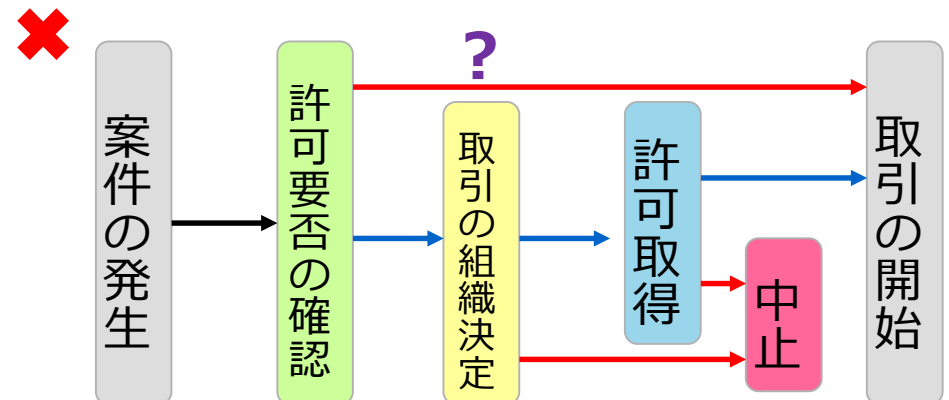 案件の発生
許可要否の確認
?
取引の組織決定
許可取得
中止
取引の開始